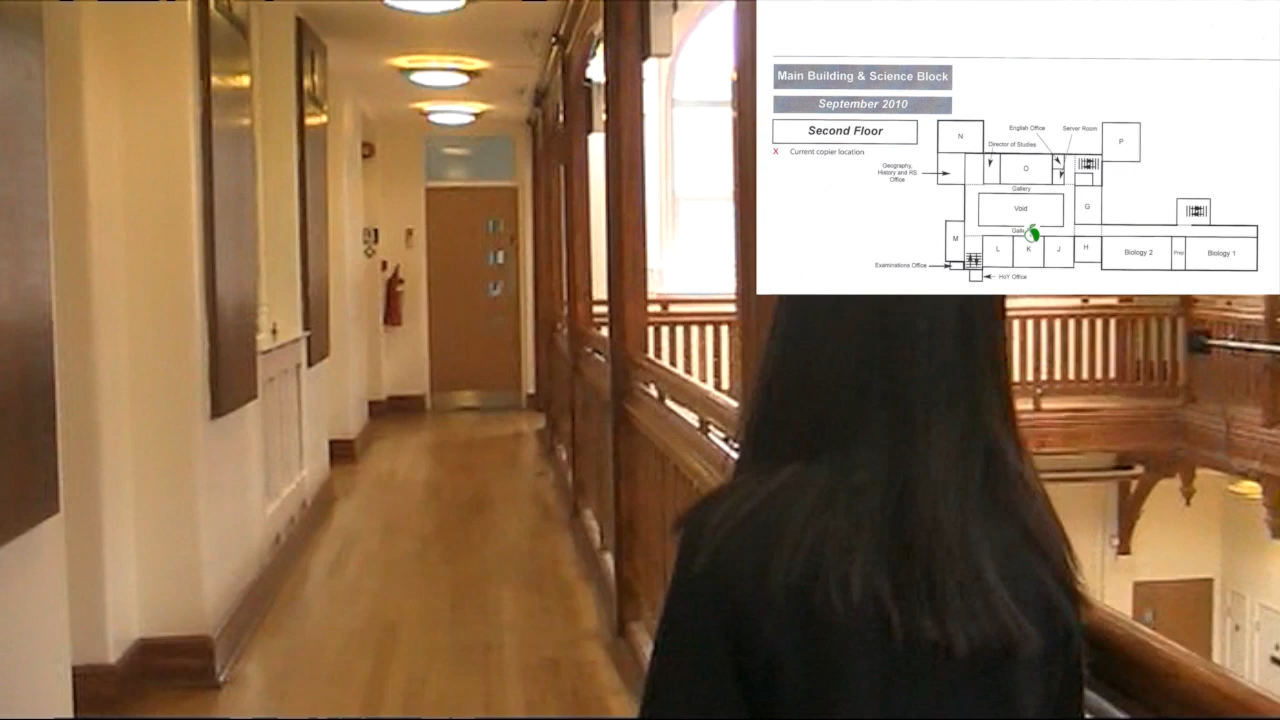 Main Building & Science Block
September 2010
Second Floor
X Current copier location
N
English Office
Server Room
P
Director of Studies
O
Geography,
History and RS
Office
Gallery
Void
G
M
L
K
J
H
Biology 2
Prep
Biology 1
Examinations Office
HoY Office